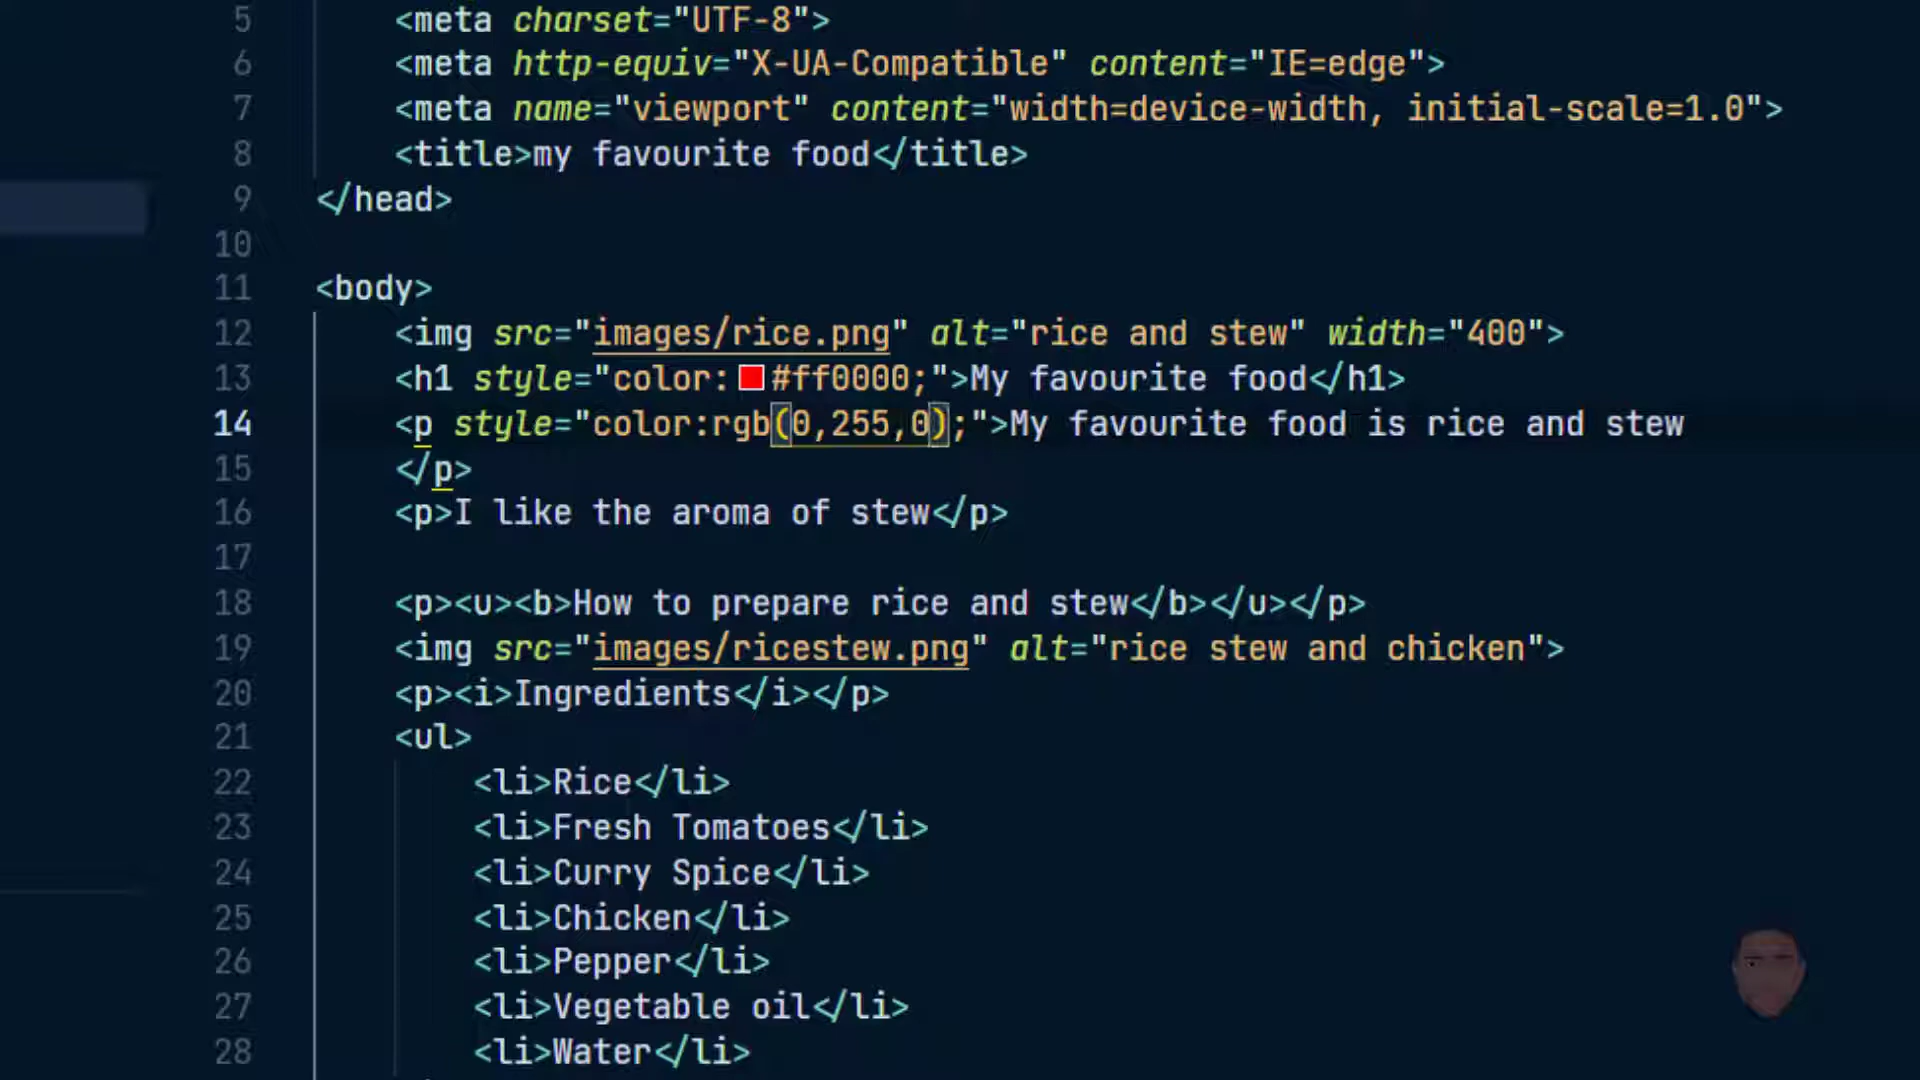 5 <meta charset="UTF-8">
6 <meta http-equiv="X-UA-Compatible" content="IE=edge">
7 <meta name="viewport" content="width=device-width, initial-scale=1.0">
8 <title>my favourite food</title>
9 </head>
10
11 <body>
12 <img src="images/rice.png" alt="rice and stew" width="400">
13 <h1 style="color:#ff0000;">My favourite food</h1>
14 <p style="color:rgb(0,255,0);">My favourite food is rice and stew
15 </p>
16 <p>I like the aroma of stew</p>
17
18 <p><u><b>How to prepare rice and stew</b></u></p>
19 <img src="images/ricestew.png" alt="rice stew and chicken">
20 <p><i>Ingredients</i></p>
21 <ul>
22 <li>Rice</li>
23 <li>Fresh Tomatoes</li>
24 <li>Curry Spice</li>
25 <li>Chicken</li>
26 <li>Pepper</li>
27 <li>Vegetable oil</li>
28 <li>Water</li>